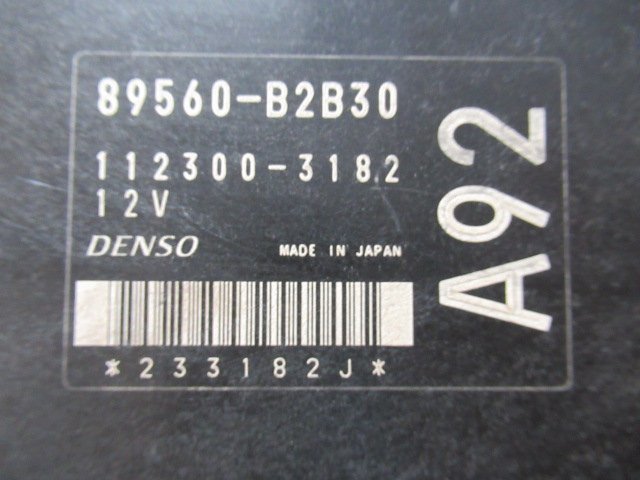 89560-B2B30
112300-3182
12V
DENSO MADE IN JAPAN
*233182J*
A92